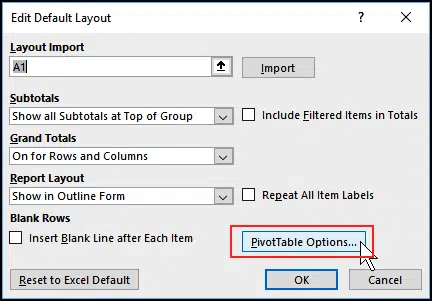 Edit Default Layout ? ×
Layout Import
A1 Import
Subtotals
Show all Subtotals at Top of Group Include Filtered Items in Totals
Grand Totals
On for Rows and Columns
Report Layout
Show in Outline Form Repeat All Item Labels
Blank Rows
Insert Blank Line after Each Item PivotTable Options...
Reset to Excel Default OK Cancel